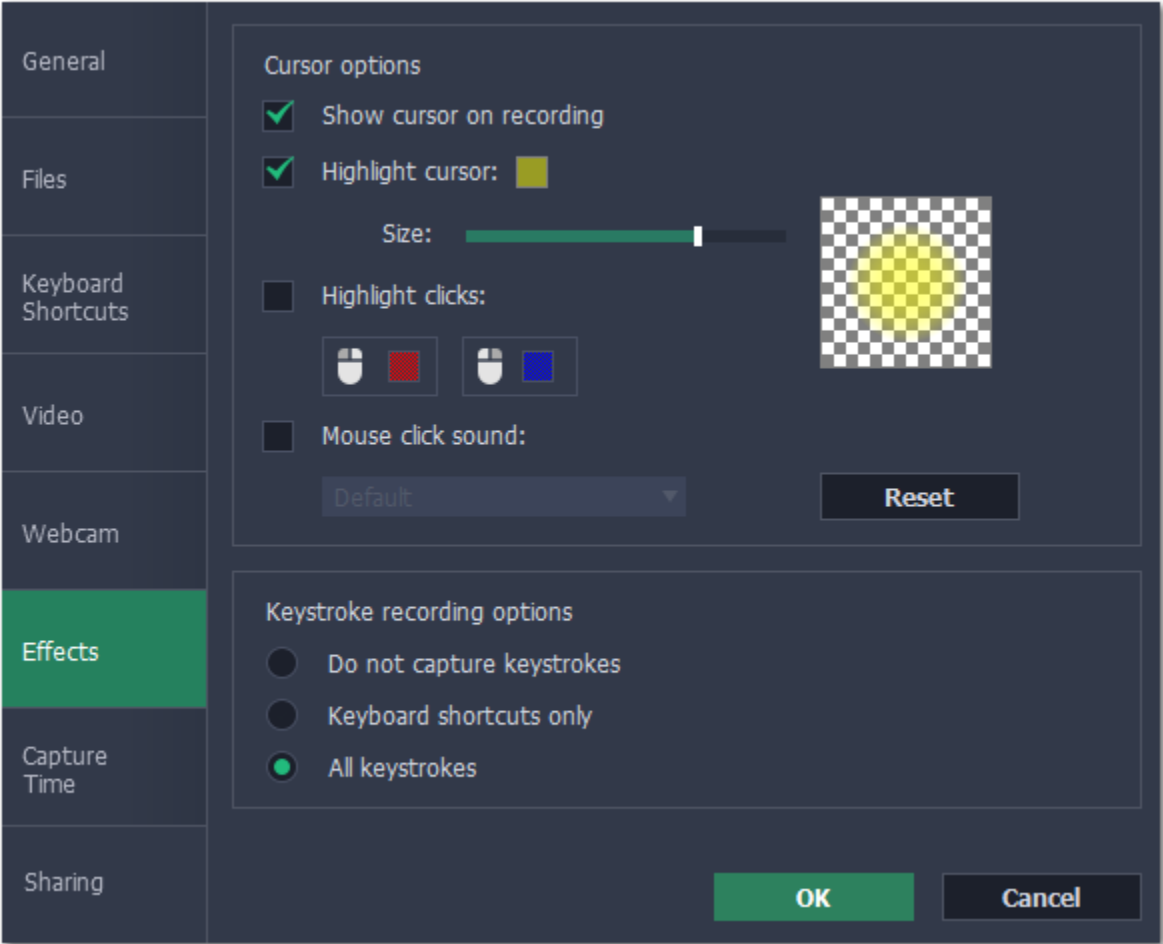 General
Files
Keyboard
Shortcuts
Video
Webcam
Effects
Capture
Time
Sharing
Cursor options
Show cursor on recording
Highlight cursor:
Size:
Highlight clicks:
Mouse click sound:
Default
Reset
Keystroke recording options
Do not capture keystrokes
Keyboard shortcuts only
All keystrokes
OK
Cancel